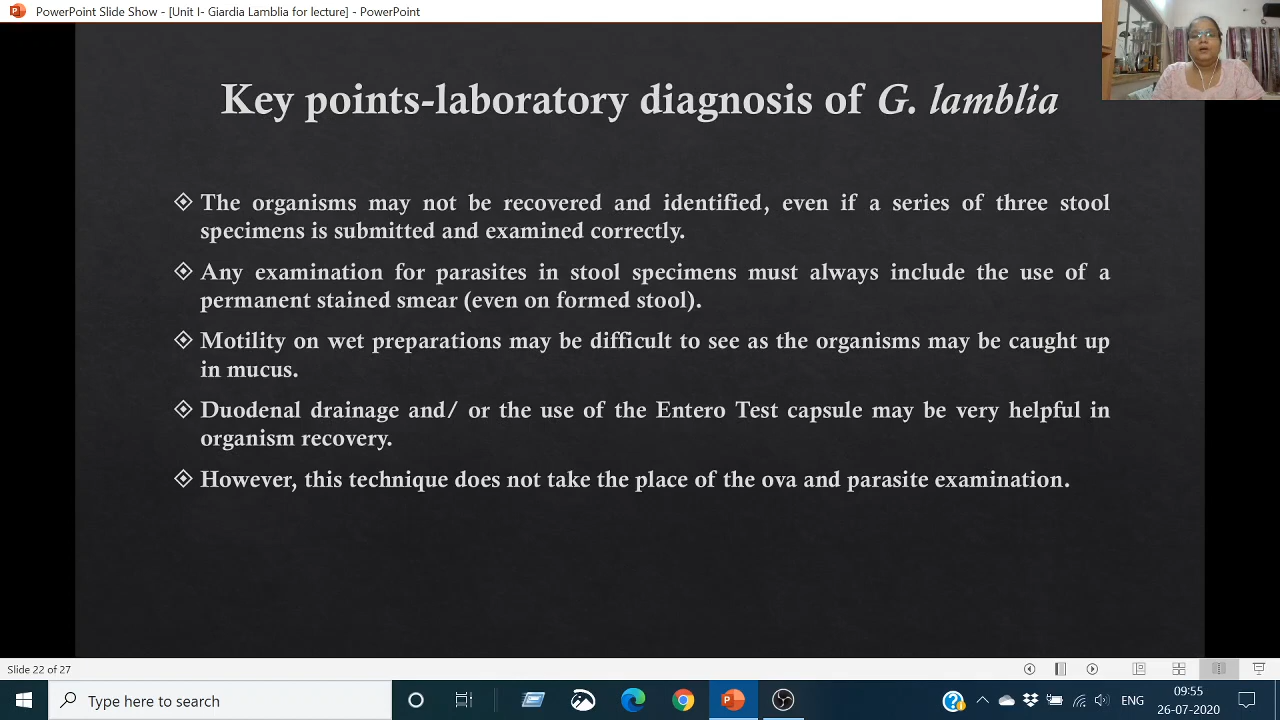 PowerPoint Slide Show - [Unit I- Giardia Lamblia for lecture] - PowerPoint
Key points-laboratory diagnosis of G. lamblia
The organisms may not be recovered and identified, even if a series of three stool
specimens is submitted and examined correctly.
Any examination for parasites in stool specimens must always include the use of a
permanent stained smear (even on formed stool).
Motility on wet preparations may be difficult to see as the organisms may be caught up
in mucus.
Duodenal drainage and/ or the use of the Entero Test capsule may be very helpful in
organism recovery.
However, this technique does not take the place of the ova and parasite examination.
Slide 22 of 27
Type here to search
ENG
09:55
26-07-2020